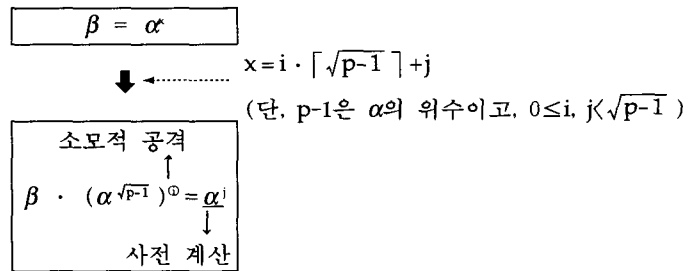 β = αˣ
x=i · ⌈√p-1⌉+j
(단, p-1은 α의 위수이고, 0≤i, j<√p-1 )
소모적 공격
β · (α^√p-1)^ⓘ=α^j
사전 계산